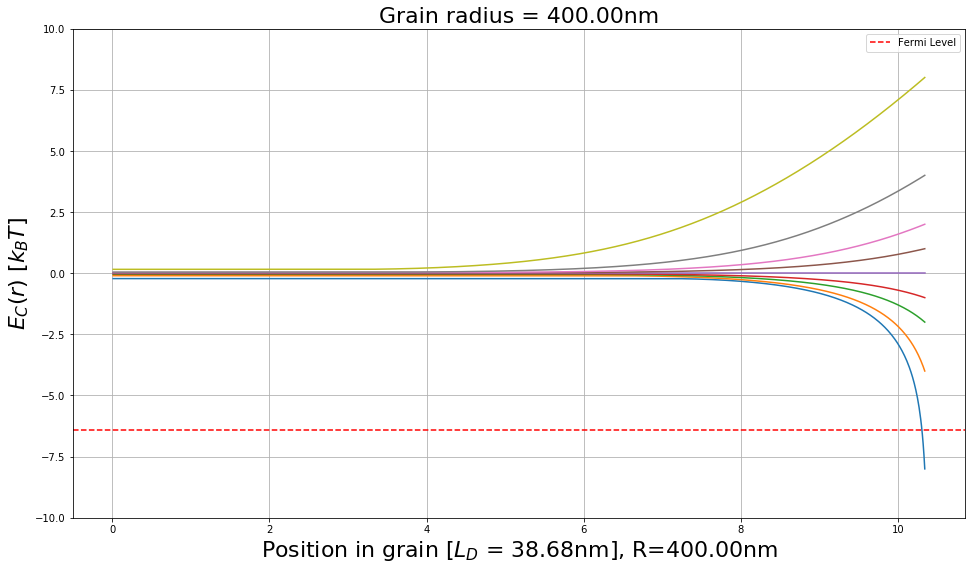 Grain radius = 400.00nm
Fermi Level
10.0
7.5
5.0
2.5
0.0
−2.5
−5.0
−7.5
−10.0
E_C(r) [k_BT]
0 2 4 6 8 10
Position in grain [L_D = 38.68nm], R=400.00nm